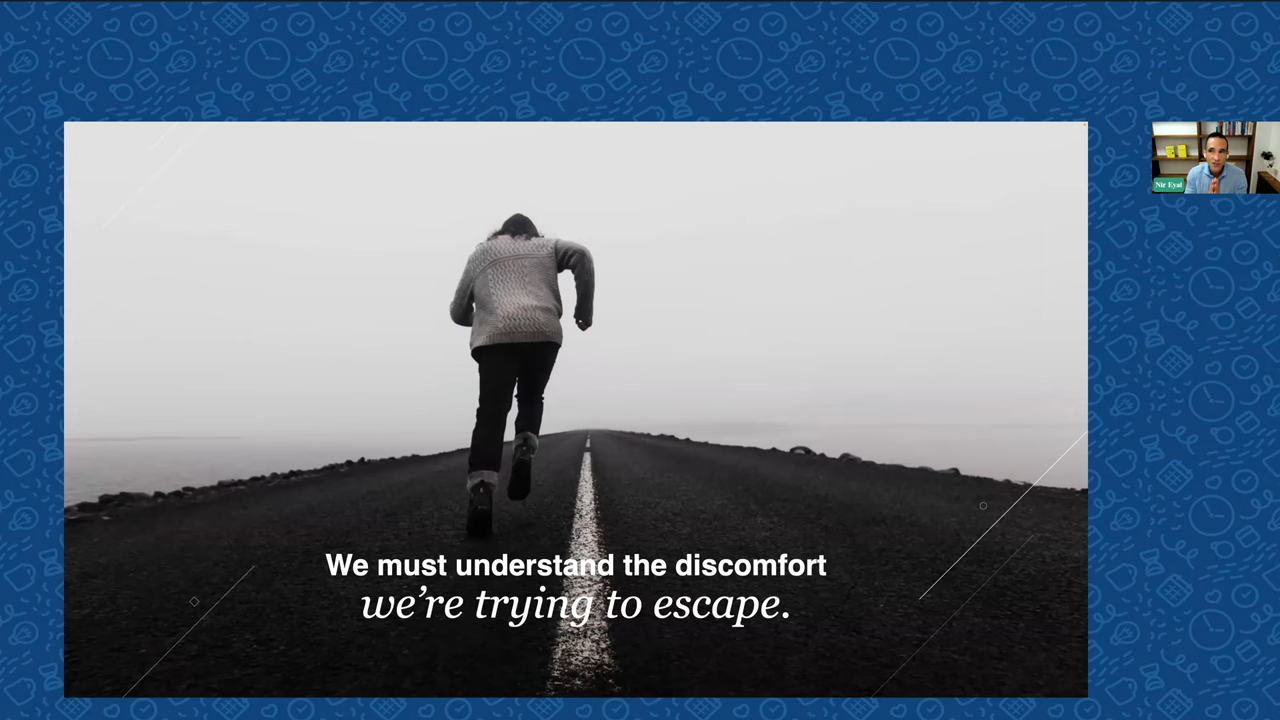 We must understand the discomfort
we're trying to escape.
Nir Eyal